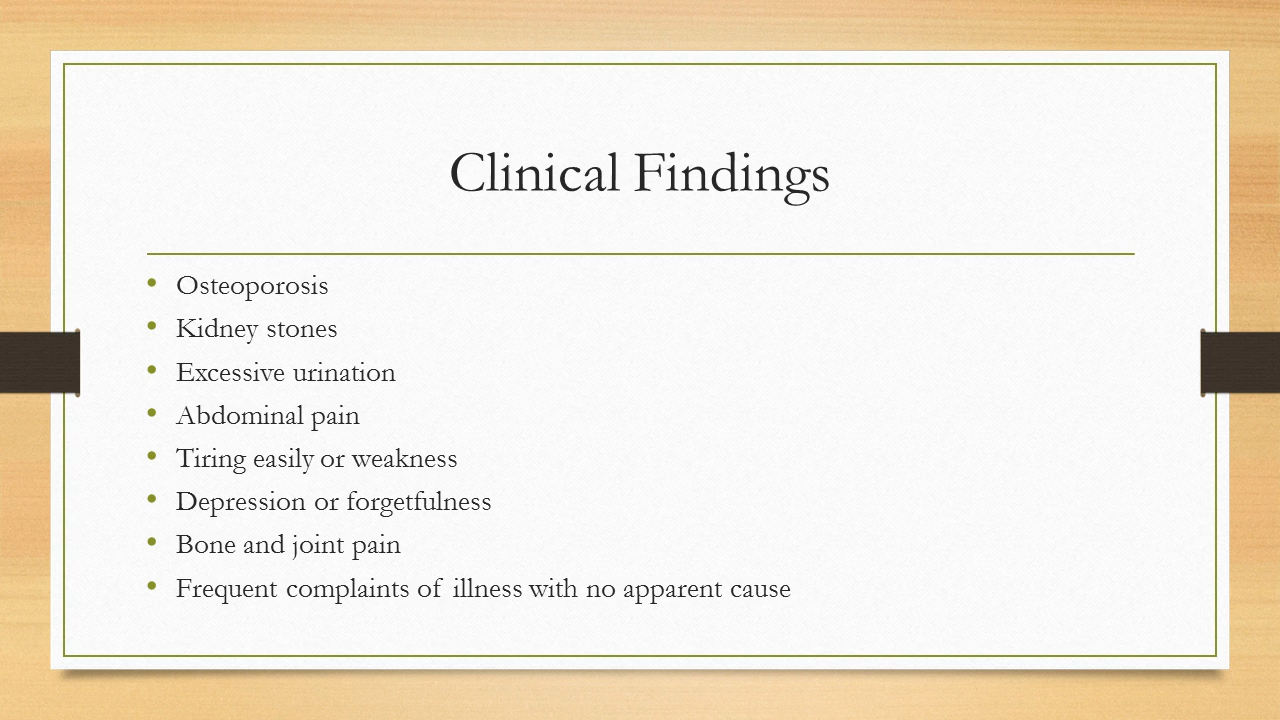 Clinical Findings
• Osteoporosis
• Kidney stones
• Excessive urination
• Abdominal pain
• Tiring easily or weakness
• Depression or forgetfulness
• Bone and joint pain
• Frequent complaints of illness with no apparent cause